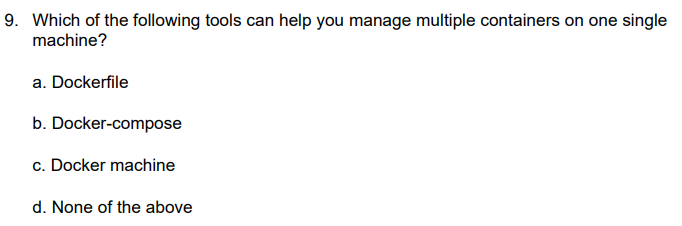 9. Which of the following tools can help you manage multiple containers on one single
machine?
a. Dockerfile
b. Docker-compose
c. Docker machine
d. None of the above